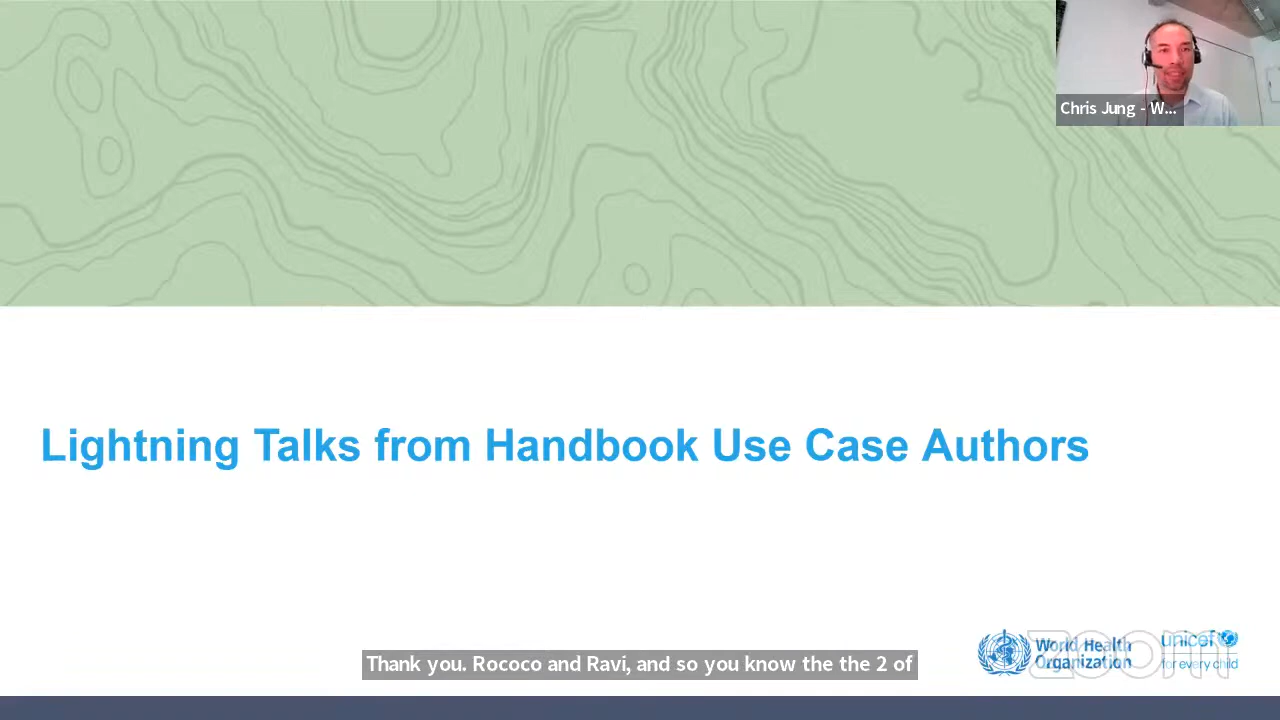 Chris Jung - W...
Lightning Talks from Handbook Use Case Authors
World Health
Organization
unicef
for every child
zoom
Thank you. Rococo and Ravi, and so you know the the 2 of